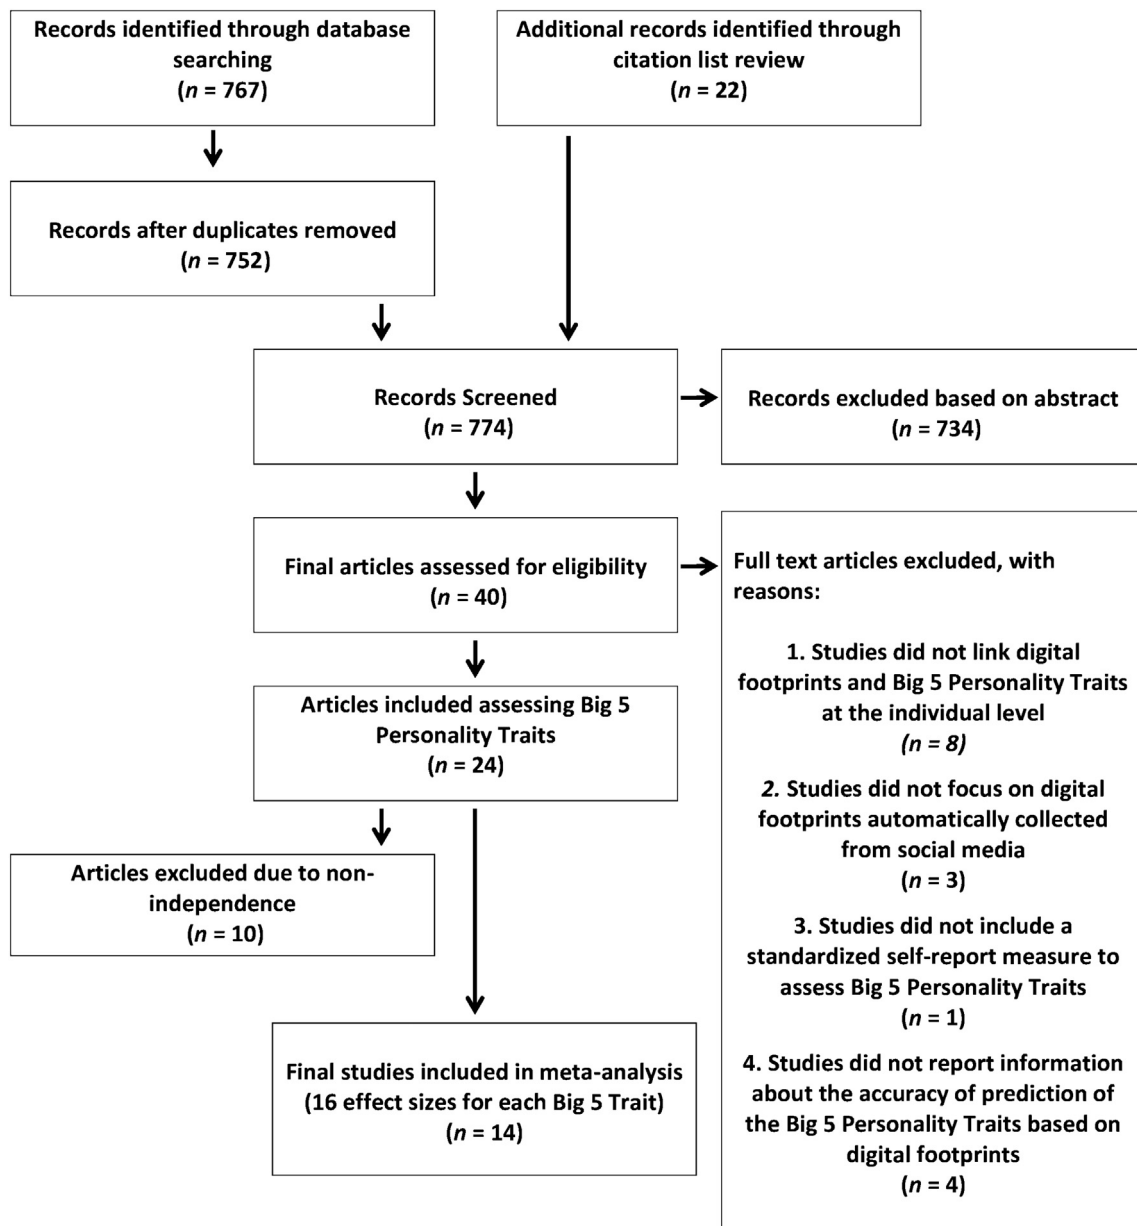 Records identified through database
searching
(n = 767)
Additional records identified through
citation list review
(n = 22)
Records after duplicates removed
(n = 752)
Records Screened
(n = 774)
Records excluded based on abstract
(n = 734)
Final articles assessed for eligibility
(n = 40)
Full text articles excluded, with
reasons:
1. Studies did not link digital
footprints and Big 5 Personality Traits
at the individual level
(n = 8)
2. Studies did not focus on digital
footprints automatically collected
from social media
(n = 3)
3. Studies did not include a
standardized self-report measure to
assess Big 5 Personality Traits
(n = 1)
4. Studies did not report information
about the accuracy of prediction of
the Big 5 Personality Traits based on
digital footprints
(n = 4)
Articles included assessing Big 5
Personality Traits
(n = 24)
Articles excluded due to non-
independence
(n = 10)
Final studies included in meta-analysis
(16 effect sizes for each Big 5 Trait)
(n = 14)